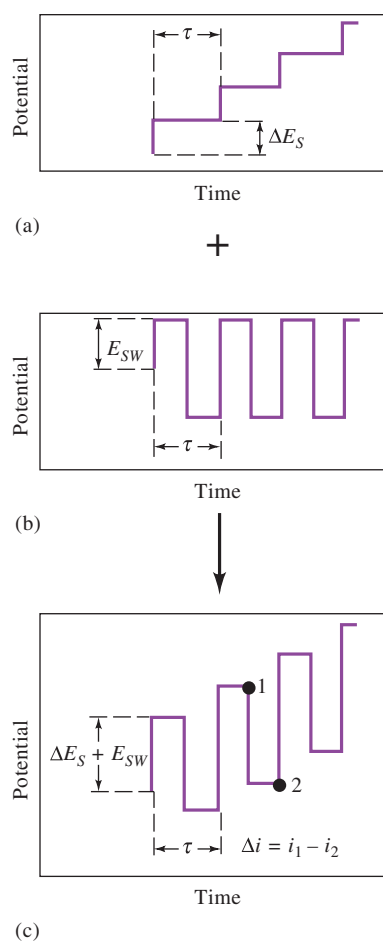 τ
Potential
ΔE_S
Time
(a)
+
E_SW
Potential
τ
Time
(b)
1
ΔE_S + E_SW
2
Potential
τ
Δi = i_1 – i_2
Time
(c)